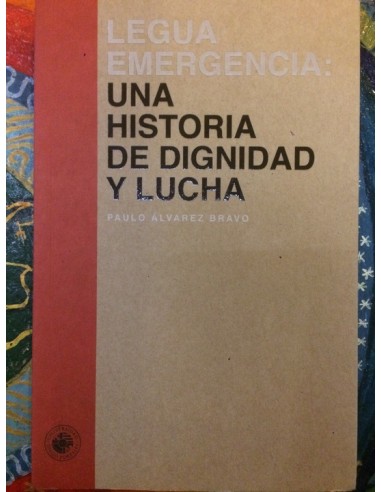 LEGUA
EMERGENCIA:
UNA
HISTORIA
DE DIGNIDAD
Y LUCHA
PAULO ÁLVAREZ BRAVO